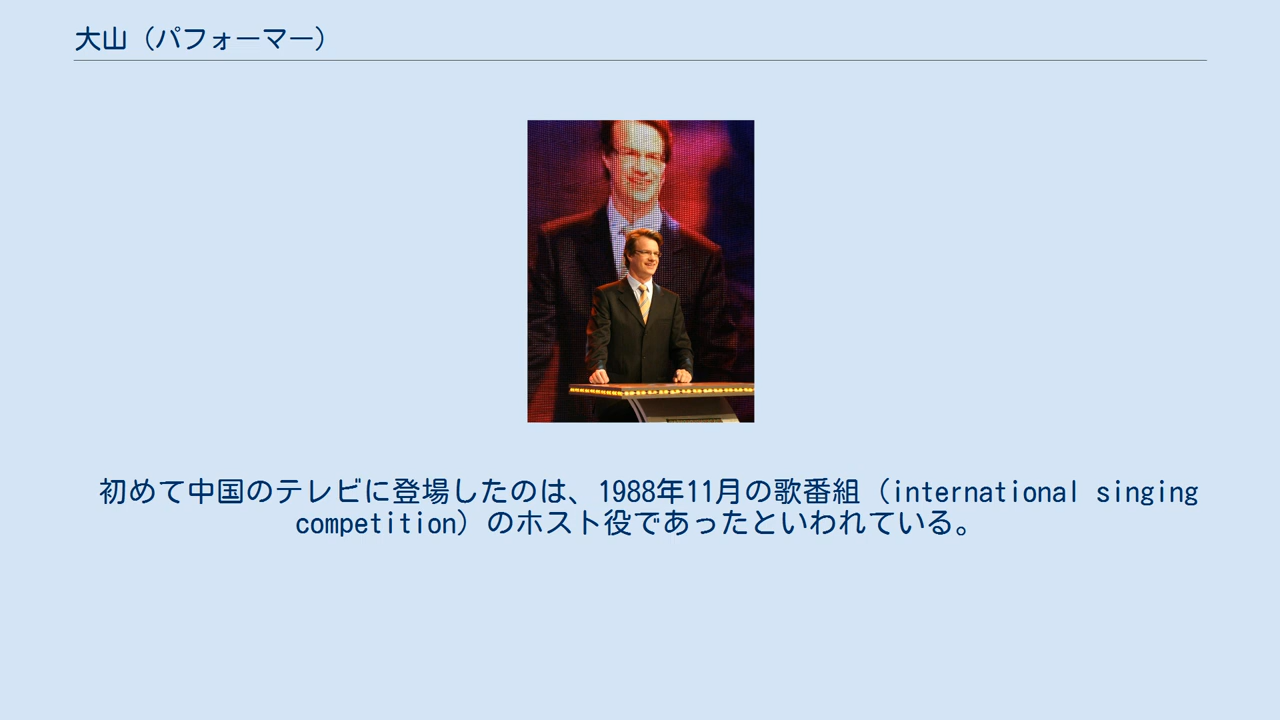 大山（パフォーマー）
初めて中国のテレビに登場したのは、1988年11月の歌番組（international singing
competition）のホスト役であったといわれている。